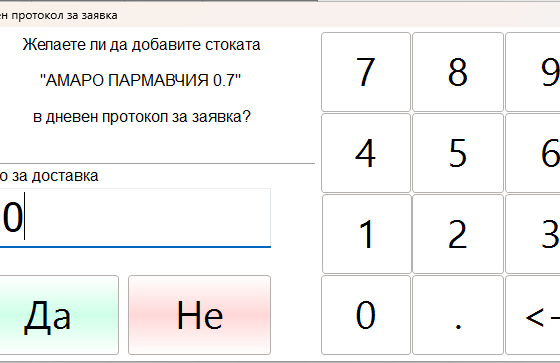 ен протокол за заявка
Желаете ли да добавите стоката
"АМАРО ПАРМАВЧИЯ 0.7"
в дневен протокол за заявка?
о за доставка
0
Да Не
7 8 9
4 5 6
1 2 3
0 . <-